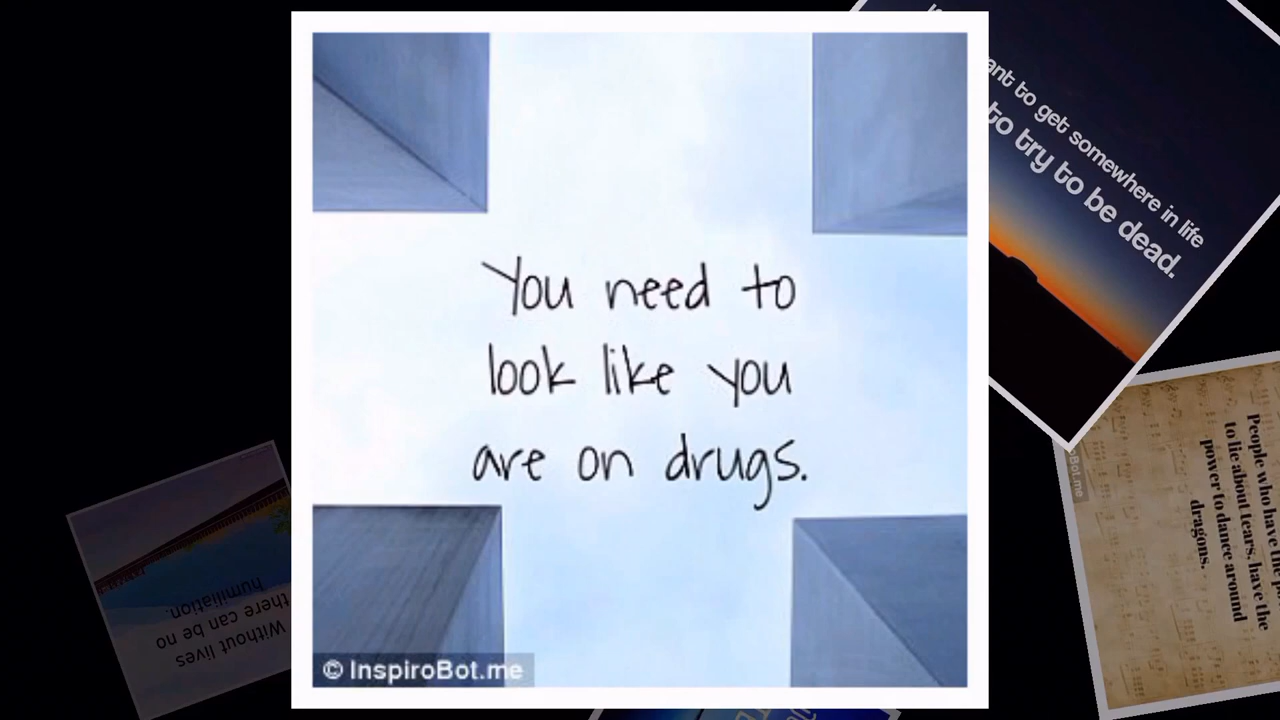 You need to
look like you
are on drugs.
© InspiroBot.me
ant to get somewhere in life
to try to be dead.
People who have the
to lie about tears, have the
power to dance around
dragons.
Bot.me
Without lives
there can be no
humiliation.